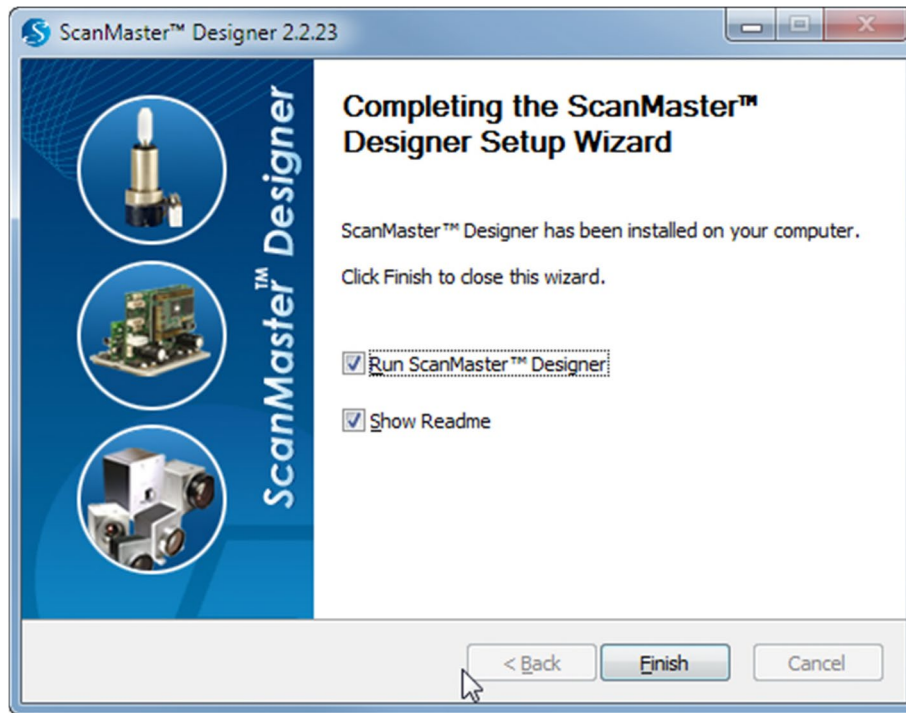 ScanMaster™ Designer 2.2.23
ScanMaster™ Designer
Completing the ScanMaster™
Designer Setup Wizard
ScanMaster™ Designer has been installed on your computer.
Click Finish to close this wizard.
Run ScanMaster™ Designer
Show Readme
< Back
Finish
Cancel